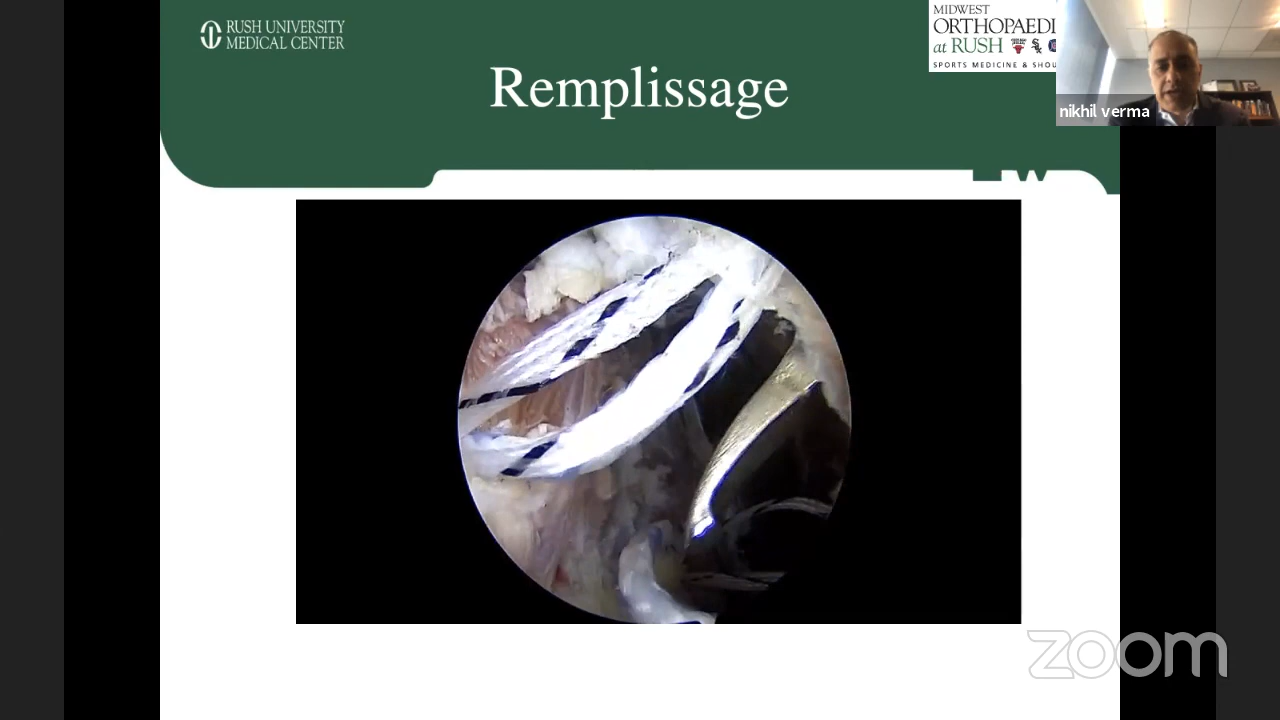 RUSH UNIVERSITY
MEDICAL CENTER
MIDWEST
ORTHOPAEDI
at RUSH
SPORTS MEDICINE & SHOU
Remplissage
nikhil verma
W
zoom